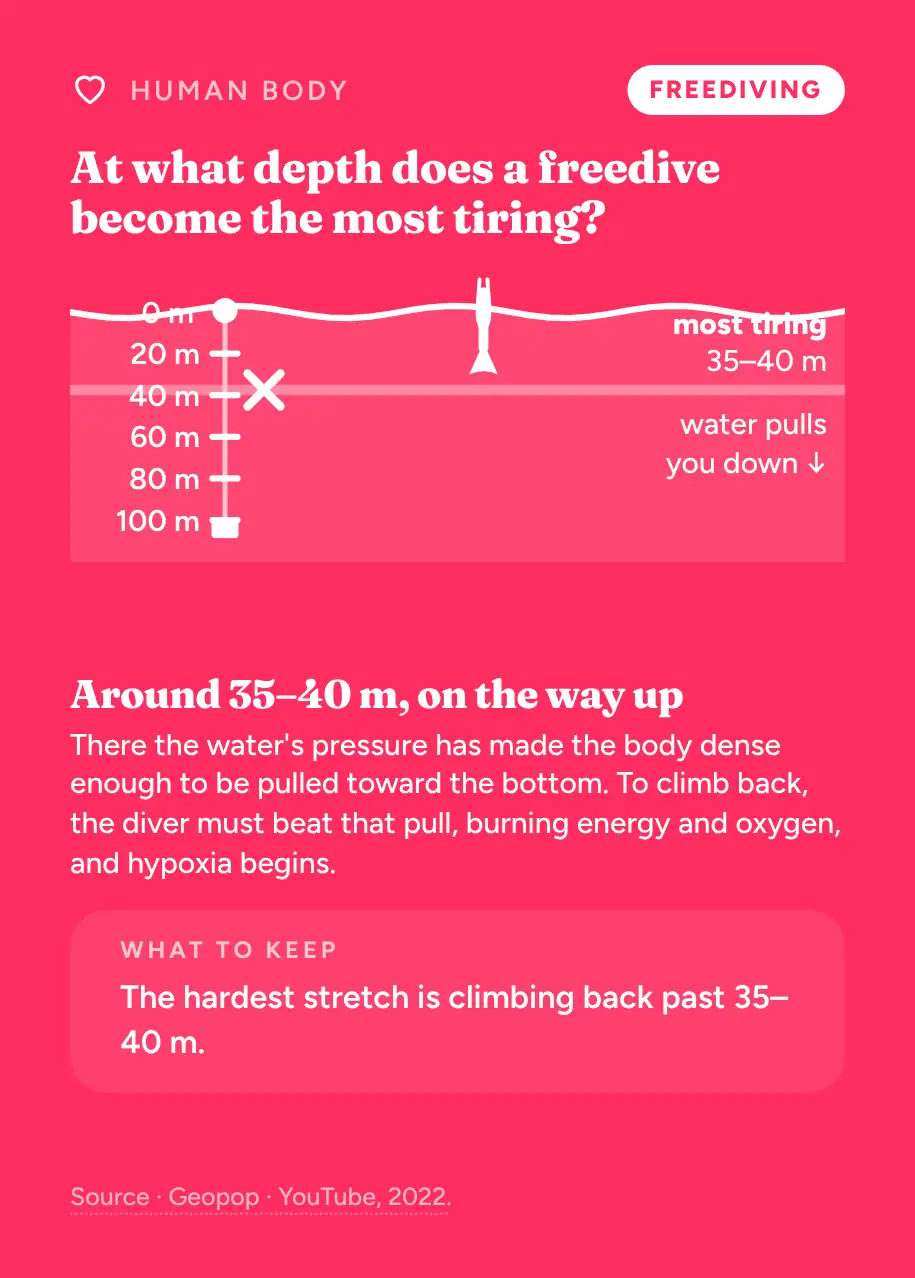 HUMAN BODY
FREEDIVING
At what depth does a freedive
become the most tiring?
0 m
20 m
40 m
60 m
80 m
100 m
most tiring
35–40 m
water pulls
you down ↓
Around 35–40 m, on the way up
There the water's pressure has made the body dense
enough to be pulled toward the bottom. To climb back,
the diver must beat that pull, burning energy and oxygen,
and hypoxia begins.
WHAT TO KEEP
The hardest stretch is climbing back past 35–
40 m.
Source · Geopop · YouTube, 2022.